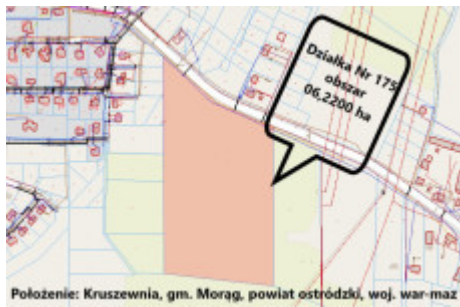 Działka Nr 175
obszar
06,2200 ha
Położenie: Kruszewnia, gm. Morąg, powiat ostródzki, woj. war-maz